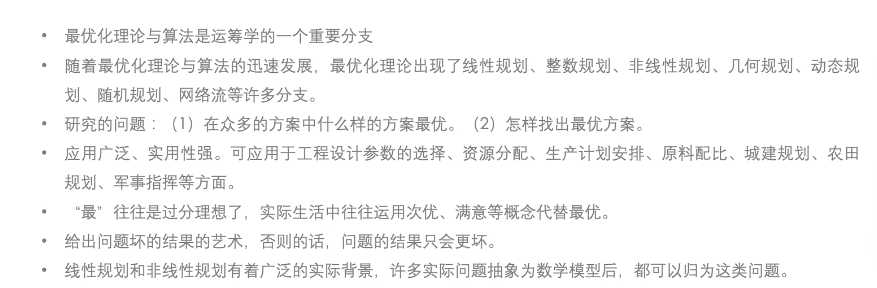 • 最优化理论与算法是运筹学的一个重要分支
• 随着最优化理论与算法的迅速发展，最优化理论出现了线性规划、整数规划、非线性规划、几何规划、动态规
划、随机规划、网络流等许多分支。
• 研究的问题：（1）在众多的方案中什么样的方案最优。（2）怎样找出最优方案。
• 应用广泛、实用性强。可应用于工程设计参数的选择、资源分配、生产计划安排、原料配比、城建规划、农田
规划、军事指挥等方面。
• “最”往往是过分理想了，实际生活中往往运用次优、满意等概念代替最优。
• 给出问题坏的结果的艺术，否则的话，问题的结果只会更坏。
• 线性规划和非线性规划有着广泛的实际背景，许多实际问题抽象为数学模型后，都可以归为这类问题。